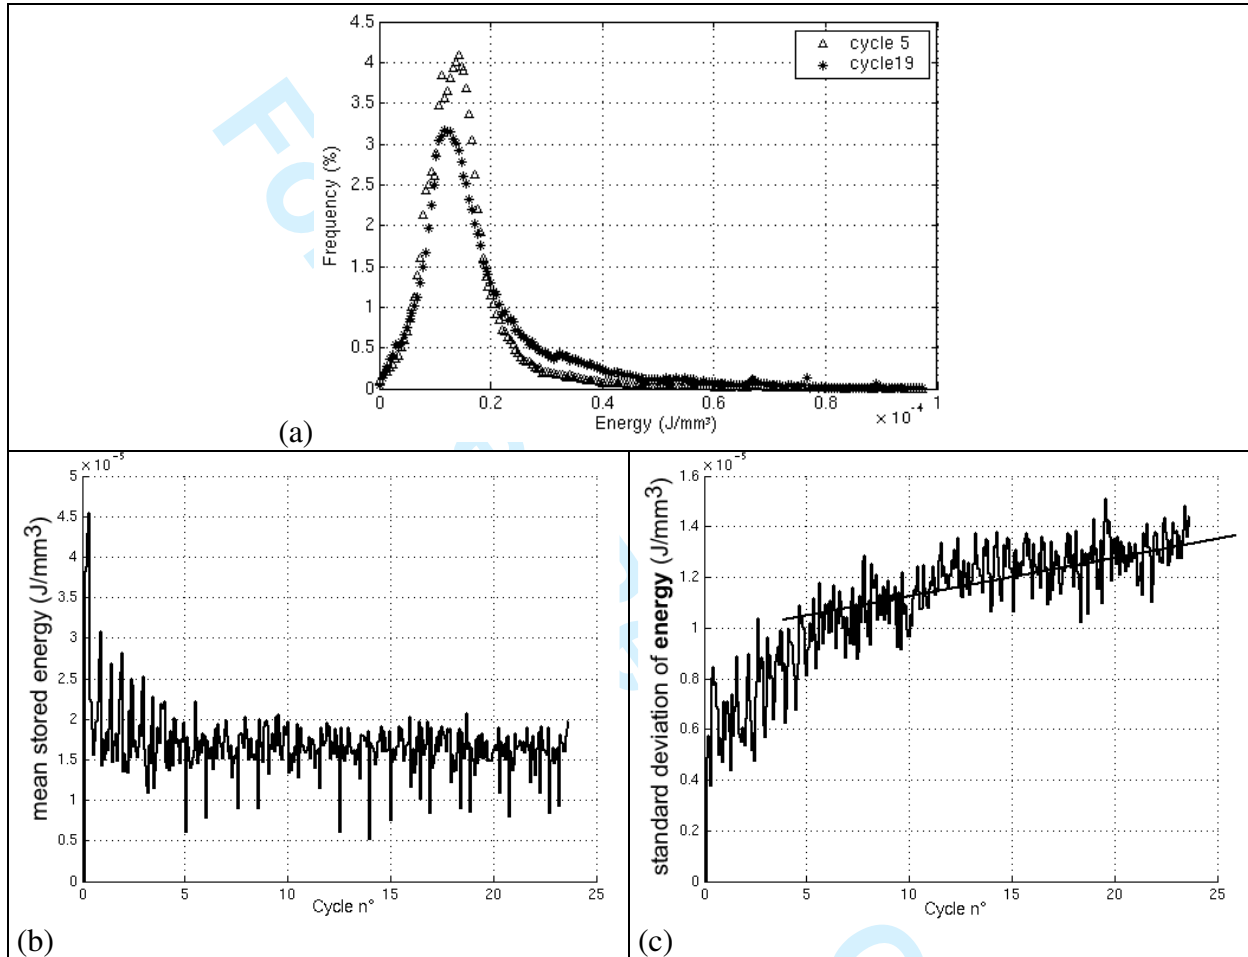 4.5
4
3.5
3
2.5
2
1.5
1
0.5
0
Frequency (%)
cycle 5
cycle19
0 0.2 0.4 0.6 0.8 1
Energy (J/mm³)
× 10⁻⁴
(a)
× 10⁻⁵
5
4.5
4
3.5
3
2.5
2
1.5
1
0.5
0
mean stored energy (J/mm3)
0 5 10 15 20 25
Cycle n°
(b)
× 10⁻⁵
1.6
1.4
1.2
1
0.8
0.6
0.4
0.2
0
standard deviation of energy (J/mm3)
0 5 10 15 20 25
Cycle n°
(c)